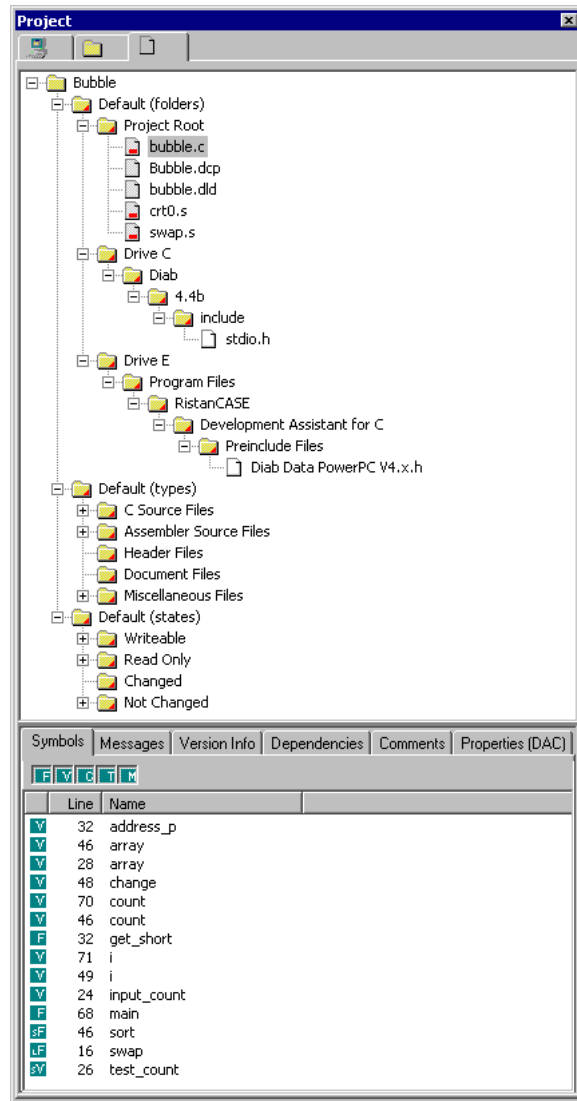 Project
Bubble
Default (folders)
Project Root
bubble.c
Bubble.dcp
bubble.dld
crt0.s
swap.s
Drive C
Diab
4.4b
include
stdio.h
Drive E
Program Files
RistanCASE
Development Assistant for C
Preinclude Files
Diab Data PowerPC V4.x.h
Default (types)
C Source Files
Assembler Source Files
Header Files
Document Files
Miscellaneous Files
Default (states)
Writeable
Read Only
Changed
Not Changed
Symbols Messages Version Info Dependencies Comments Properties (DAC)
F V C T M
Line Name
V 32 address_p
V 46 array
V 28 array
V 48 change
V 70 count
V 46 count
F 32 get_short
V 71 i
V 49 i
V 24 input_count
F 68 main
sF 46 sort
LF 16 swap
sV 26 test_count